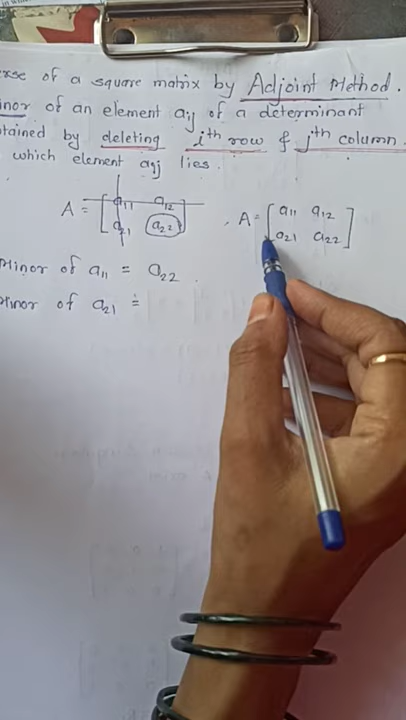 of a square matrix by Adjoint Method.
of an element aij of a determinant
by deleting ith row & jth column.
which element aij lies.
A = [ a11 a12 , A = [ a11 a12
a21 a22 ] a21 a22 ]
Minor of a11 = a22 .
Minor of a21 =